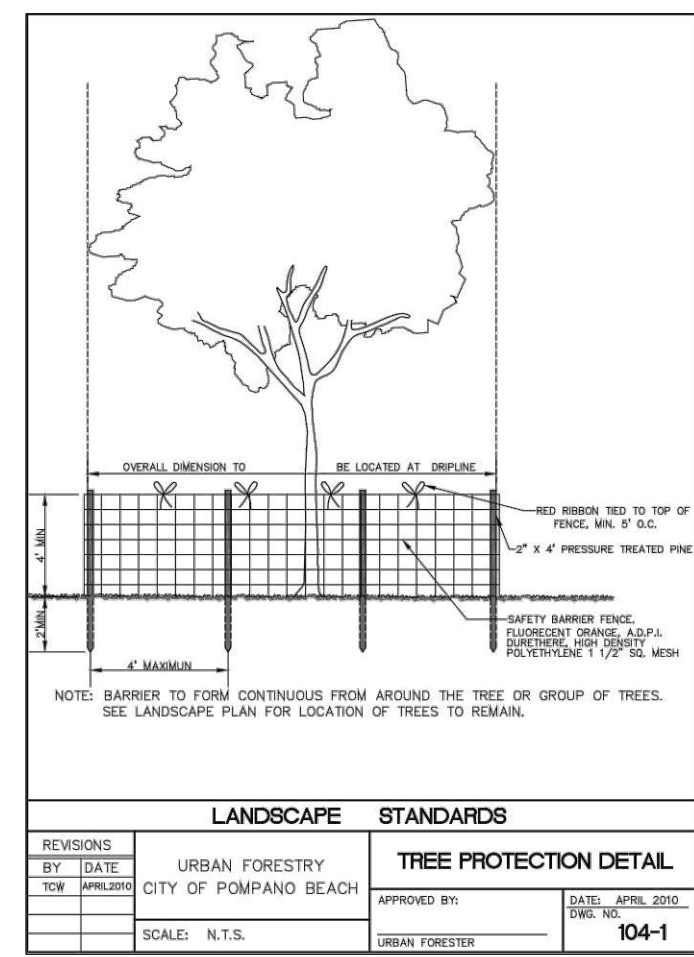 OVERALL DIMENSION TO BE LOCATED AT DRIPLINE
RED RIBBON TIED TO TOP OF
FENCE, MIN. 5' O.C.
4' MIN
2" X 4' PRESSURE TREATED PINE
2'MIN
SAFETY BARRIER FENCE,
FLUORECENT ORANGE, A.D.P.I.
DURETHERE, HIGH DENSITY
POLYETHYLENE 1 1/2" SQ. MESH
4' MAXIMUN
NOTE: BARRIER TO FORM CONTINUOUS FROM AROUND THE TREE OR GROUP OF TREES.
SEE LANDSCAPE PLAN FOR LOCATION OF TREES TO REMAIN.
LANDSCAPE STANDARDS
REVISIONS
BY DATE
TCW APRIL2010
URBAN FORESTRY
CITY OF POMPANO BEACH
SCALE: N.T.S.
TREE PROTECTION DETAIL
APPROVED BY:
URBAN FORESTER
DATE: APRIL 2010
DWG. NO.
104-1